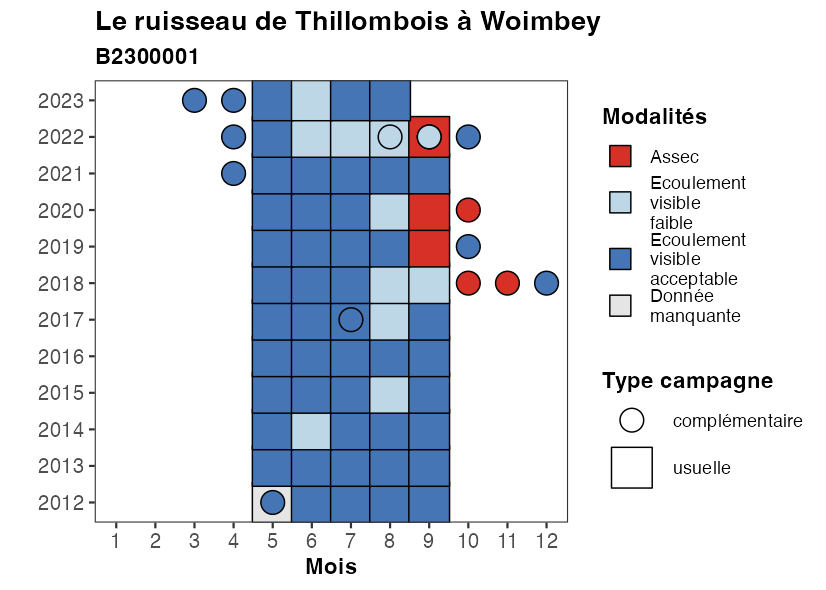 Le ruisseau de Thillombois à Woimbey
B2300001
2023
2022
2021
2020
2019
2018
2017
2016
2015
2014
2013
2012
1 2 3 4 5 6 7 8 9 10 11 12
Mois
Modalités
Assec
Ecoulement
visible
faible
Ecoulement
visible
acceptable
Donnée
manquante
Type campagne
complémentaire
usuelle